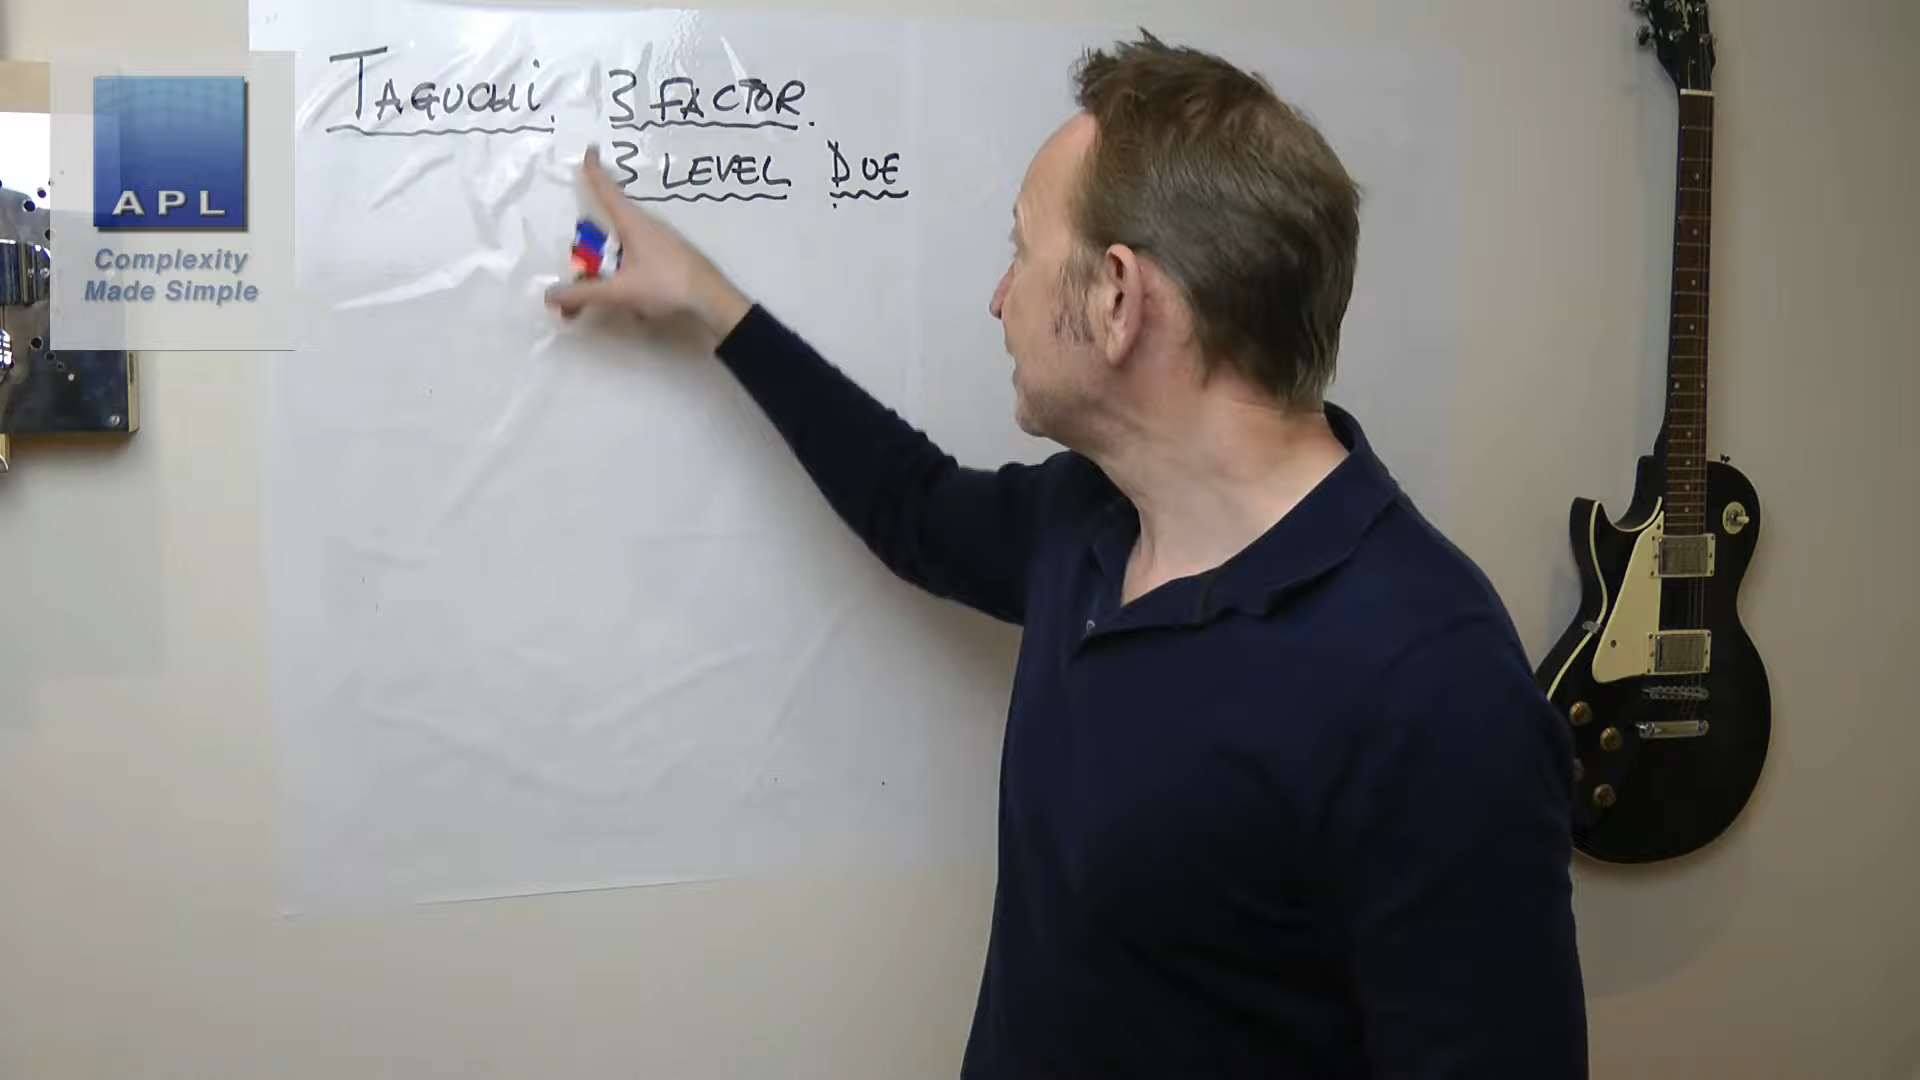 TAGUCHI. 3 FACTOR.
3 LEVEL DOE
APL
Complexity
Made Simple